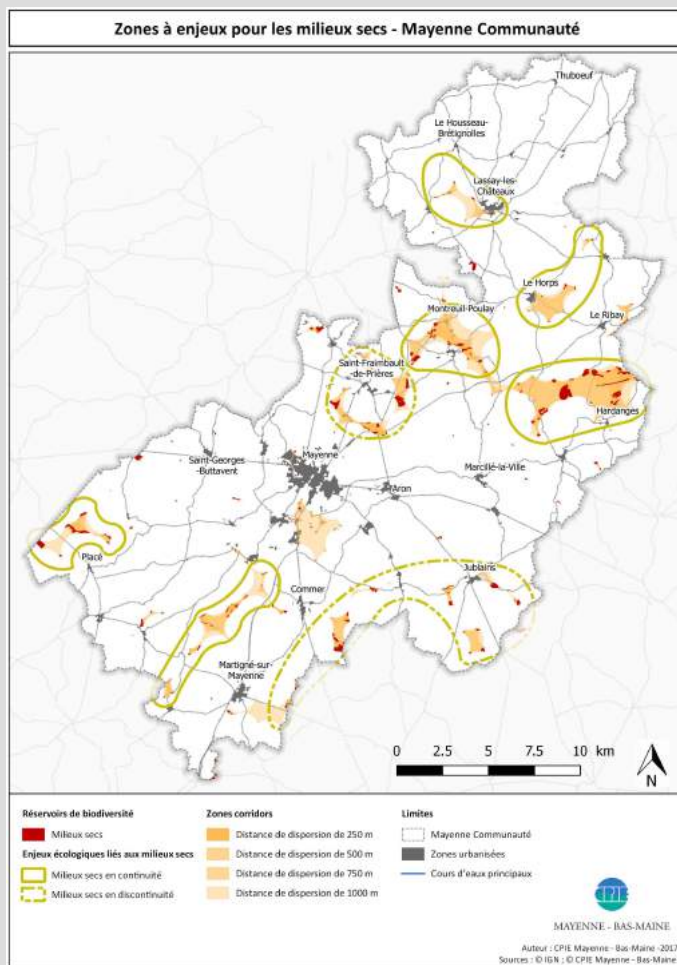 Zones à enjeux pour les milieux secs - Mayenne Communauté
Thuboeuf
Le Housseau-
Brétignolles
Lassay-les-
Châteaux
Le Horps
Montreuil-Poulay
Le Ribay
Saint-Fraimbault
-de-Prières
Hardanges
Mayenne
Saint-Georges
-Buttavent
Marcillé-la-Ville
Aron
Placé
Jublains
Commer
Martigné-sur-
Mayenne
0 2.5 5 7.5 10 km
N
Réservoirs de biodiversité
Milieux secs
Enjeux écologiques liés aux milieux secs
Milieux secs en continuité
Milieux secs en discontinuité
Zones corridors
Distance de dispersion de 250 m
Distance de dispersion de 500 m
Distance de dispersion de 750 m
Distance de dispersion de 1000 m
Limites
Mayenne Communauté
Zones urbanisées
Cours d'eaux principaux
CPIE
MAYENNE - BAS-MAINE
Auteur : CPIE Mayenne - Bas-Maine -2017
Sources : © IGN ; © CPIE Mayenne - Bas-Maine